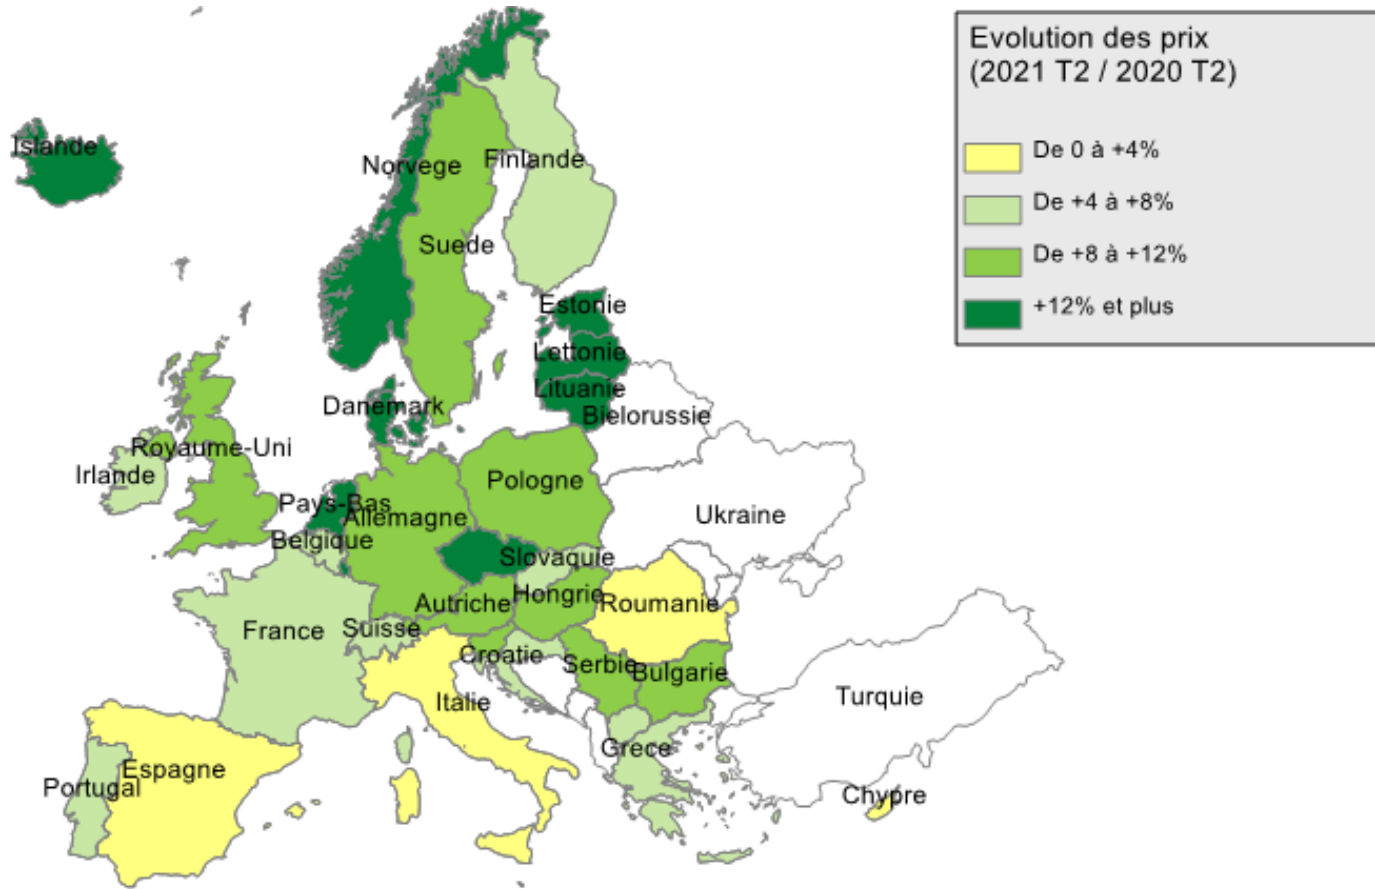 Evolution des prix
(2021 T2 / 2020 T2)
De 0 à +4%
De +4 à +8%
De +8 à +12%
+12% et plus
Islande
Norvege
Finlande
Suede
Estonie
Lettonie
Lituanie
Danemark
Bielorussie
Royaume-Uni
Irlande
Pologne
Pays-Bas
Allemagne
Ukraine
Belgique
Slovaquie
Autriche
Hongrie
Roumanie
France
Suisse
Croatie
Serbie
Bulgarie
Italie
Turquie
Grece
Espagne
Portugal
Chypre